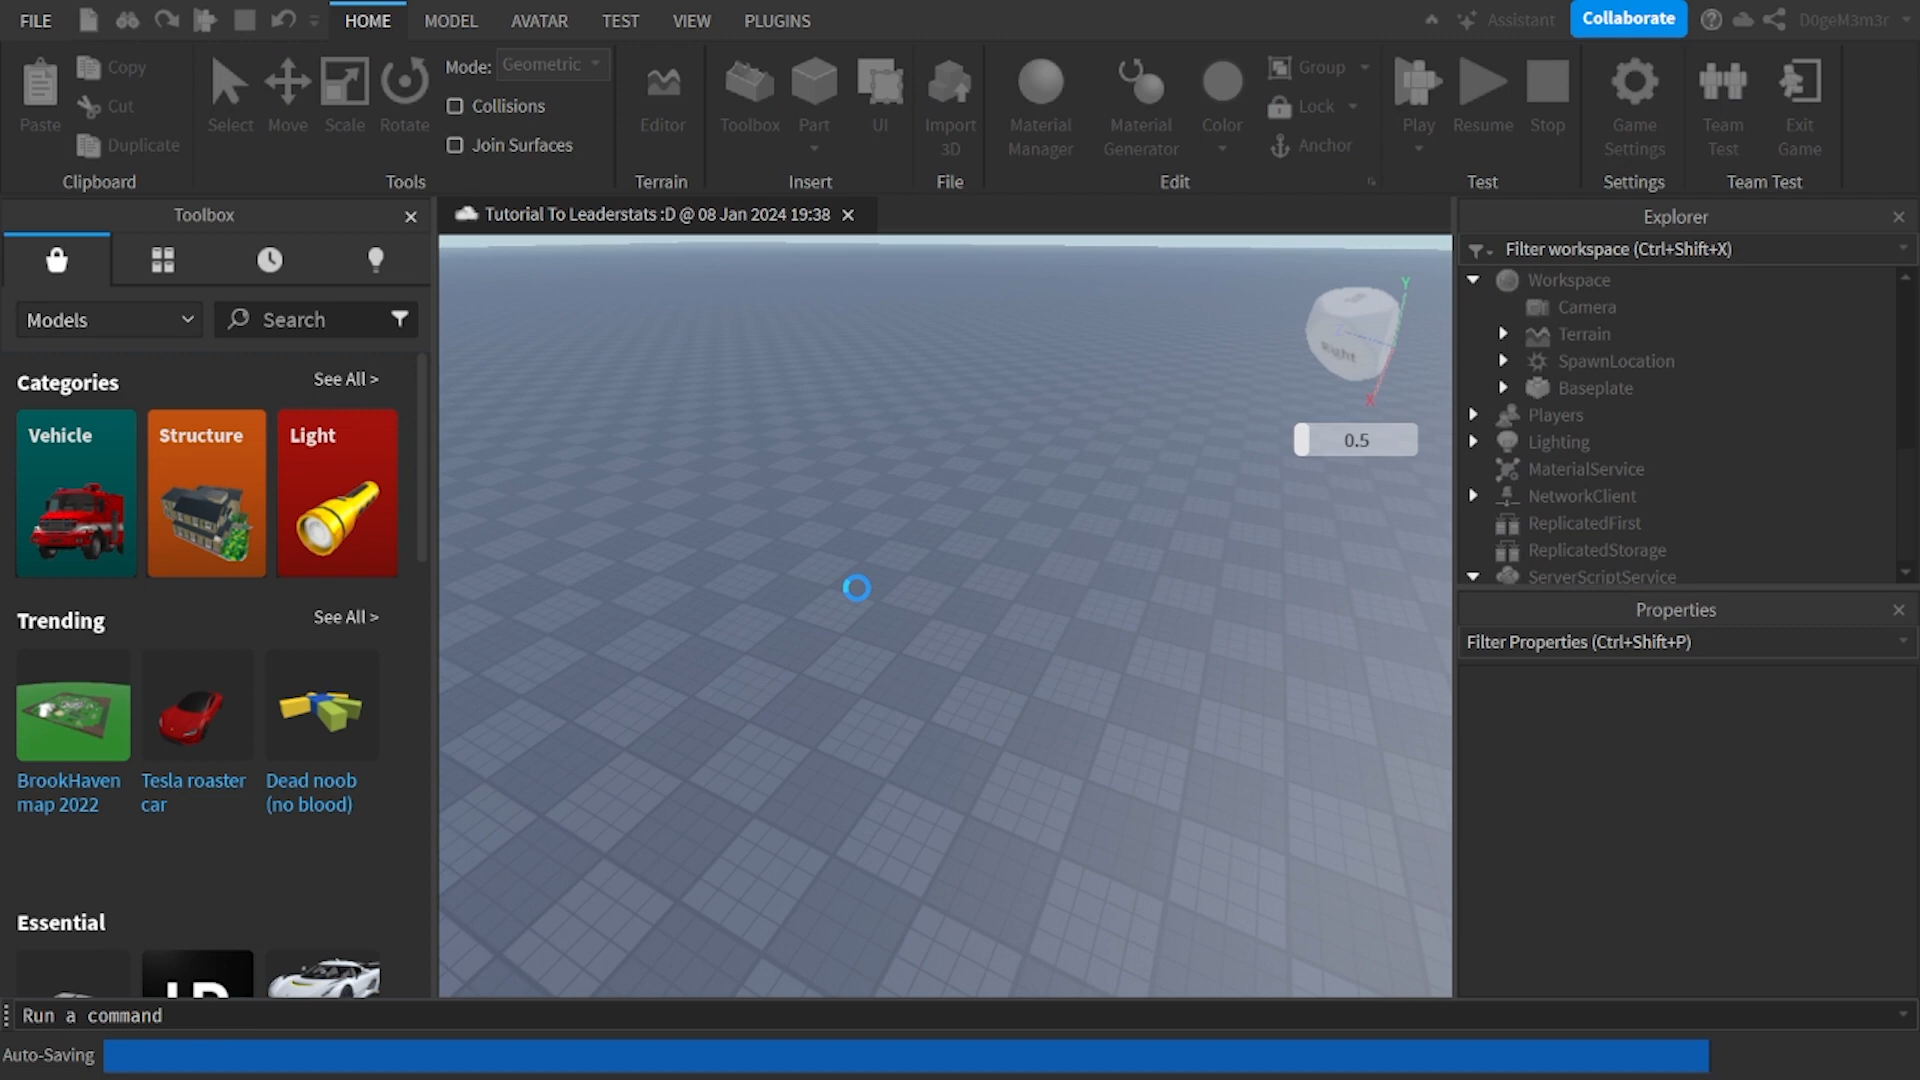 FILE HOME MODEL AVATAR TEST VIEW PLUGINS Assistant Collaborate D0geM3m3r
Copy Mode: Geometric Group
Cut Collisions Lock
Paste Select Move Scale Rotate Editor Toolbox Part UI Import 3D Material Manager Material Generator Color Play Resume Stop Game Settings Team Test Exit Game
Duplicate Join Surfaces Anchor
Clipboard Tools Terrain Insert File Edit Test Settings Team Test
Toolbox
Tutorial To Leaderstats :D @ 08 Jan 2024 19:38
Explorer
Filter workspace (Ctrl+Shift+X)
Workspace
Camera
Terrain
SpawnLocation
Baseplate
Players
Lighting
MaterialService
NetworkClient
ReplicatedFirst
ReplicatedStorage
ServerScriptService
Models Search
Categories See All >
Vehicle Structure Light
Trending See All >
BrookHaven map 2022
Tesla roaster car
Dead noob (no blood)
Essential
Y
Right
X
0.5
Properties
Filter Properties (Ctrl+Shift+P)
Run a command
Auto-Saving